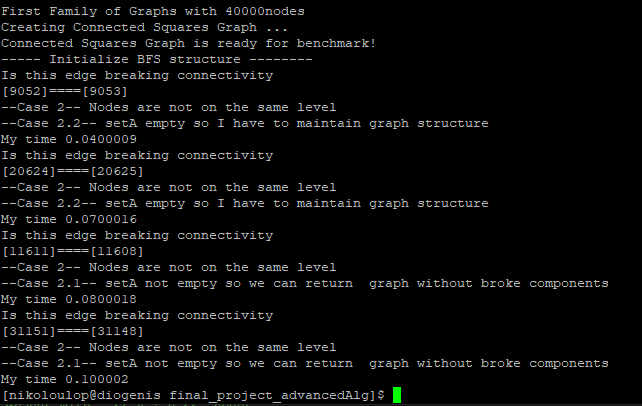 First Family of Graphs with 40000nodes
Creating Connected Squares Graph ...
Connected Squares Graph is ready for benchmark!
----- Initialize BFS structure --------
Is this edge breaking connectivity
[9052]====[9053]
--Case 2-- Nodes are not on the same level
--Case 2.2-- setA empty so I have to maintain graph structure
My time 0.0400009
Is this edge breaking connectivity
[20624]====[20625]
--Case 2-- Nodes are not on the same level
--Case 2.2-- setA empty so I have to maintain graph structure
My time 0.0700016
Is this edge breaking connectivity
[11611]====[11608]
--Case 2-- Nodes are not on the same level
--Case 2.1-- setA not empty so we can return  graph without broke components
My time 0.0800018
Is this edge breaking connectivity
[31151]====[31148]
--Case 2-- Nodes are not on the same level
--Case 2.1-- setA not empty so we can return  graph without broke components
My time 0.100002
[nikoloulop@diogenis final_project_advancedAlg]$